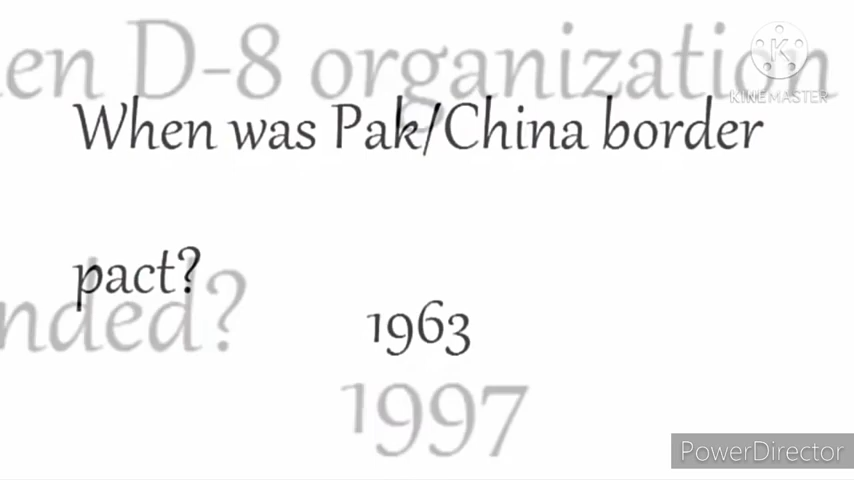 en D-8 organization
KINEMASTER
When was Pak/China border
pact?
nded?
1963
1997
PowerDirector